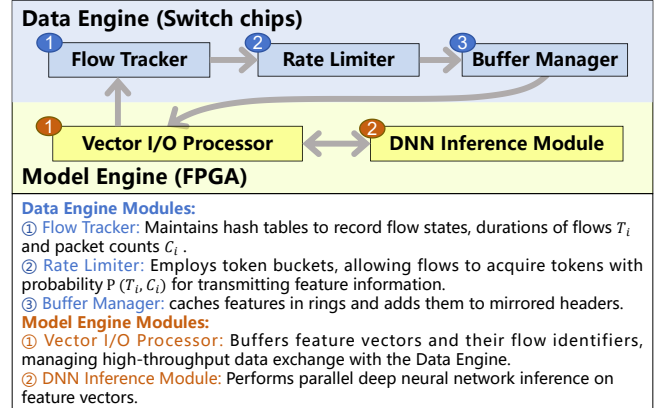 Data Engine (Switch chips)
1 Flow Tracker
2 Rate Limiter
3 Buffer Manager
1 Vector I/O Processor
2 DNN Inference Module
Model Engine (FPGA)
Data Engine Modules:
① Flow Tracker: Maintains hash tables to record flow states, durations of flows T_i
and packet counts C_i .
② Rate Limiter: Employs token buckets, allowing flows to acquire tokens with
probability P (T_i, C_i) for transmitting feature information.
③ Buffer Manager: caches features in rings and adds them to mirrored headers.
Model Engine Modules:
① Vector I/O Processor: Buffers feature vectors and their flow identifiers,
managing high-throughput data exchange with the Data Engine.
② DNN Inference Module: Performs parallel deep neural network inference on
feature vectors.